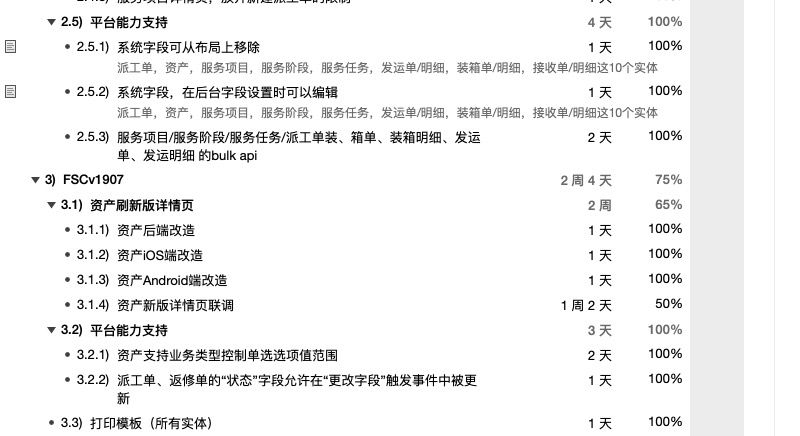 2.5) 平台能力支持 4 天 100%
2.5.1) 系统字段可从布局上移除 1 天 100%
派工单，资产，服务项目，服务阶段，服务任务，发运单/明细，装箱单/明细，接收单/明细这10个实体
2.5.2) 系统字段，在后台字段设置时可以编辑 1 天 100%
派工单，资产，服务项目，服务阶段，服务任务，发运单/明细，装箱单/明细，接收单/明细这10个实体
2.5.3) 服务项目/服务阶段/服务任务/派工单装、箱单、装箱明细、发运 2 天 100%
单、发运明细 的bulk api
3) FSCv1907 2 周 4 天 75%
3.1) 资产刷新版详情页 2 周 65%
3.1.1) 资产后端改造 1 天 100%
3.1.2) 资产iOS端改造 1 天 100%
3.1.3) 资产Android端改造 1 天 100%
3.1.4) 资产新版详情页联调 1 周 2 天 50%
3.2) 平台能力支持 3 天 100%
3.2.1) 资产支持业务类型控制单选选项值范围 2 天 100%
3.2.2) 派工单、返修单的“状态”字段允许在“更改字段”触发事件中被更 1 天 100%
新
3.3) 打印模板（所有实体） 1 天 100%